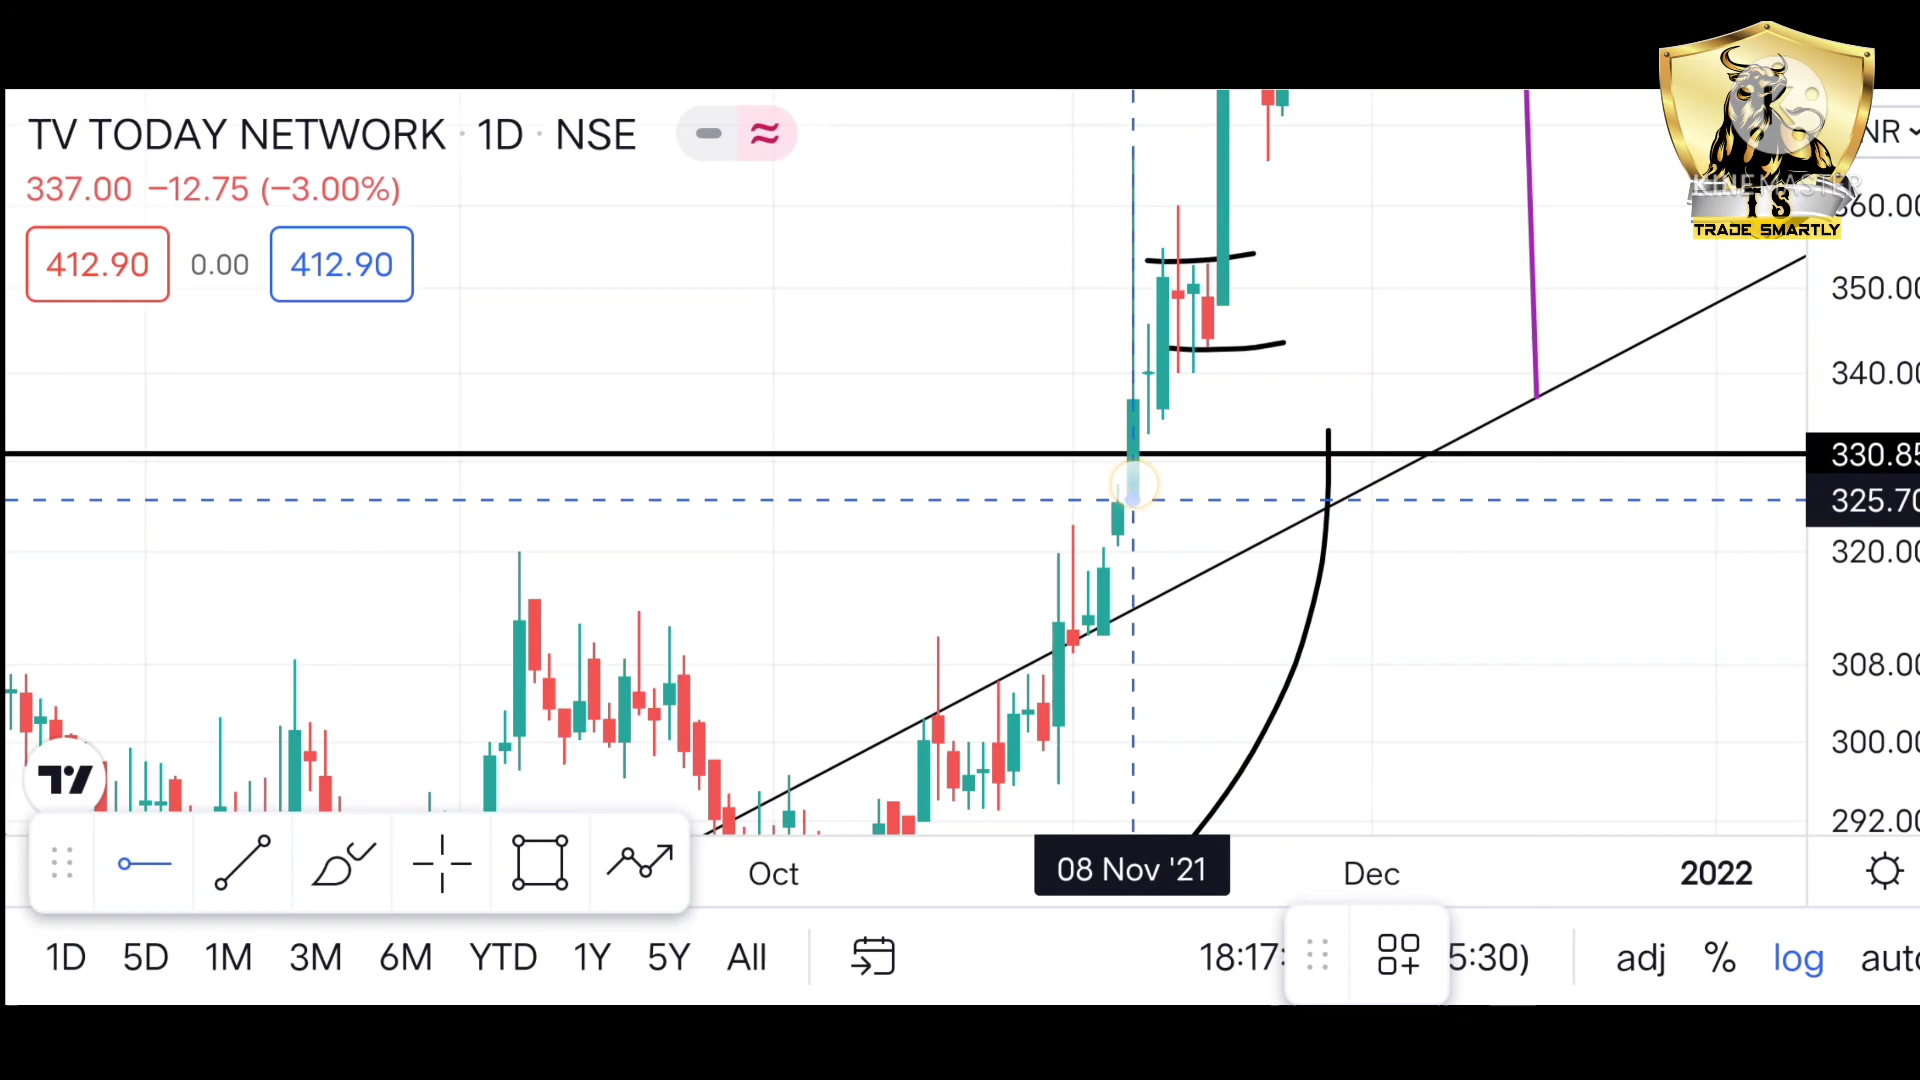 TV TODAY NETWORK · 1D · NSE
337.00 −12.75 (−3.00%)
412.90 0.00 412.90
KINEMASTER
TS
TRADE SMARTLY
NR
360.00
350.00
340.00
330.85
325.70
320.00
308.00
300.00
292.00
Oct 08 Nov '21 Dec 2022
1D 5D 1M 3M 6M YTD 1Y 5Y All 18:17: 5:30) adj % log auto